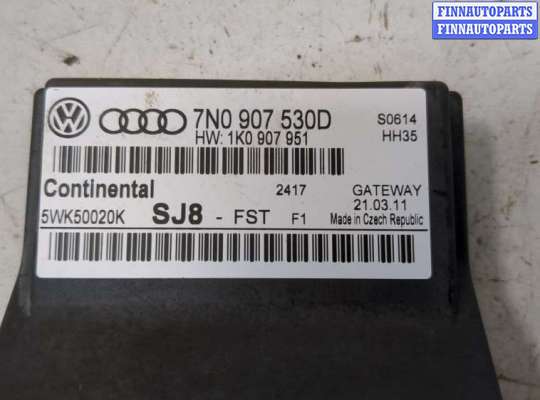 FINNAUTOPARTS
FINNAUTOPARTS
7N0 907 530D
S0614
HW: 1K0 907 951
HH35
Continental
2417
GATEWAY
21.03.11
5WK50020K
SJ8 - FST
F1
Made in Czech Republic